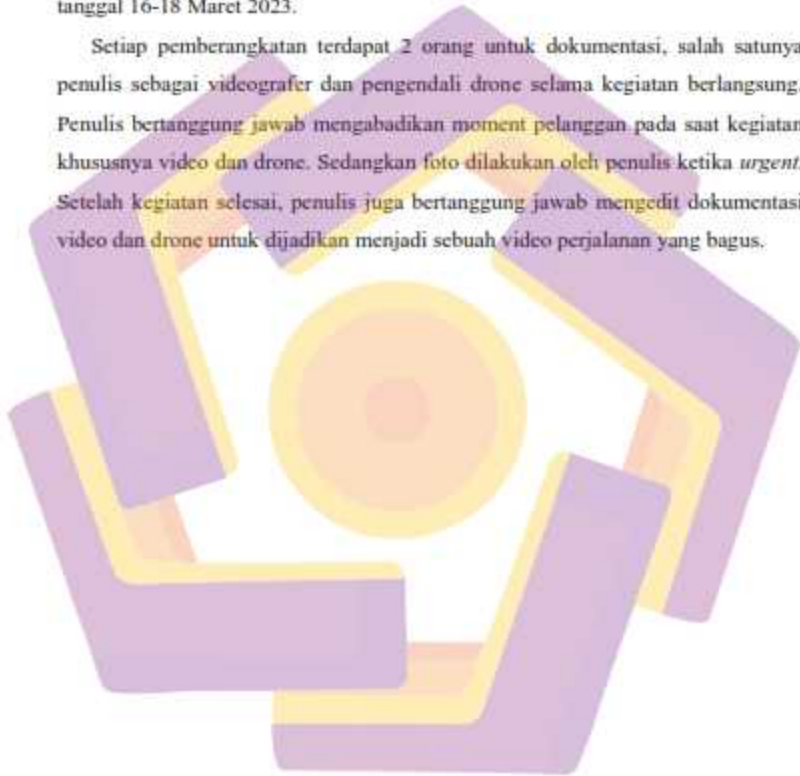 tanggal 16-18 Maret 2023.
Setiap pemberangkatan terdapat 2 orang untuk dokumentasi, salah satunya
penulis sebagai videografer dan pengendali drone selama kegiatan berlangsung.
Penulis bertanggung jawab mengabadikan moment pelanggan pada saat kegiatan
khususnya video dan drone. Sedangkan foto dilakukan oleh penulis ketika urgent.
Setelah kegiatan selesai, penulis juga bertanggung jawab mengedit dokumentasi
video dan drone untuk dijadikan menjadi sebuah video perjalanan yang bagus.